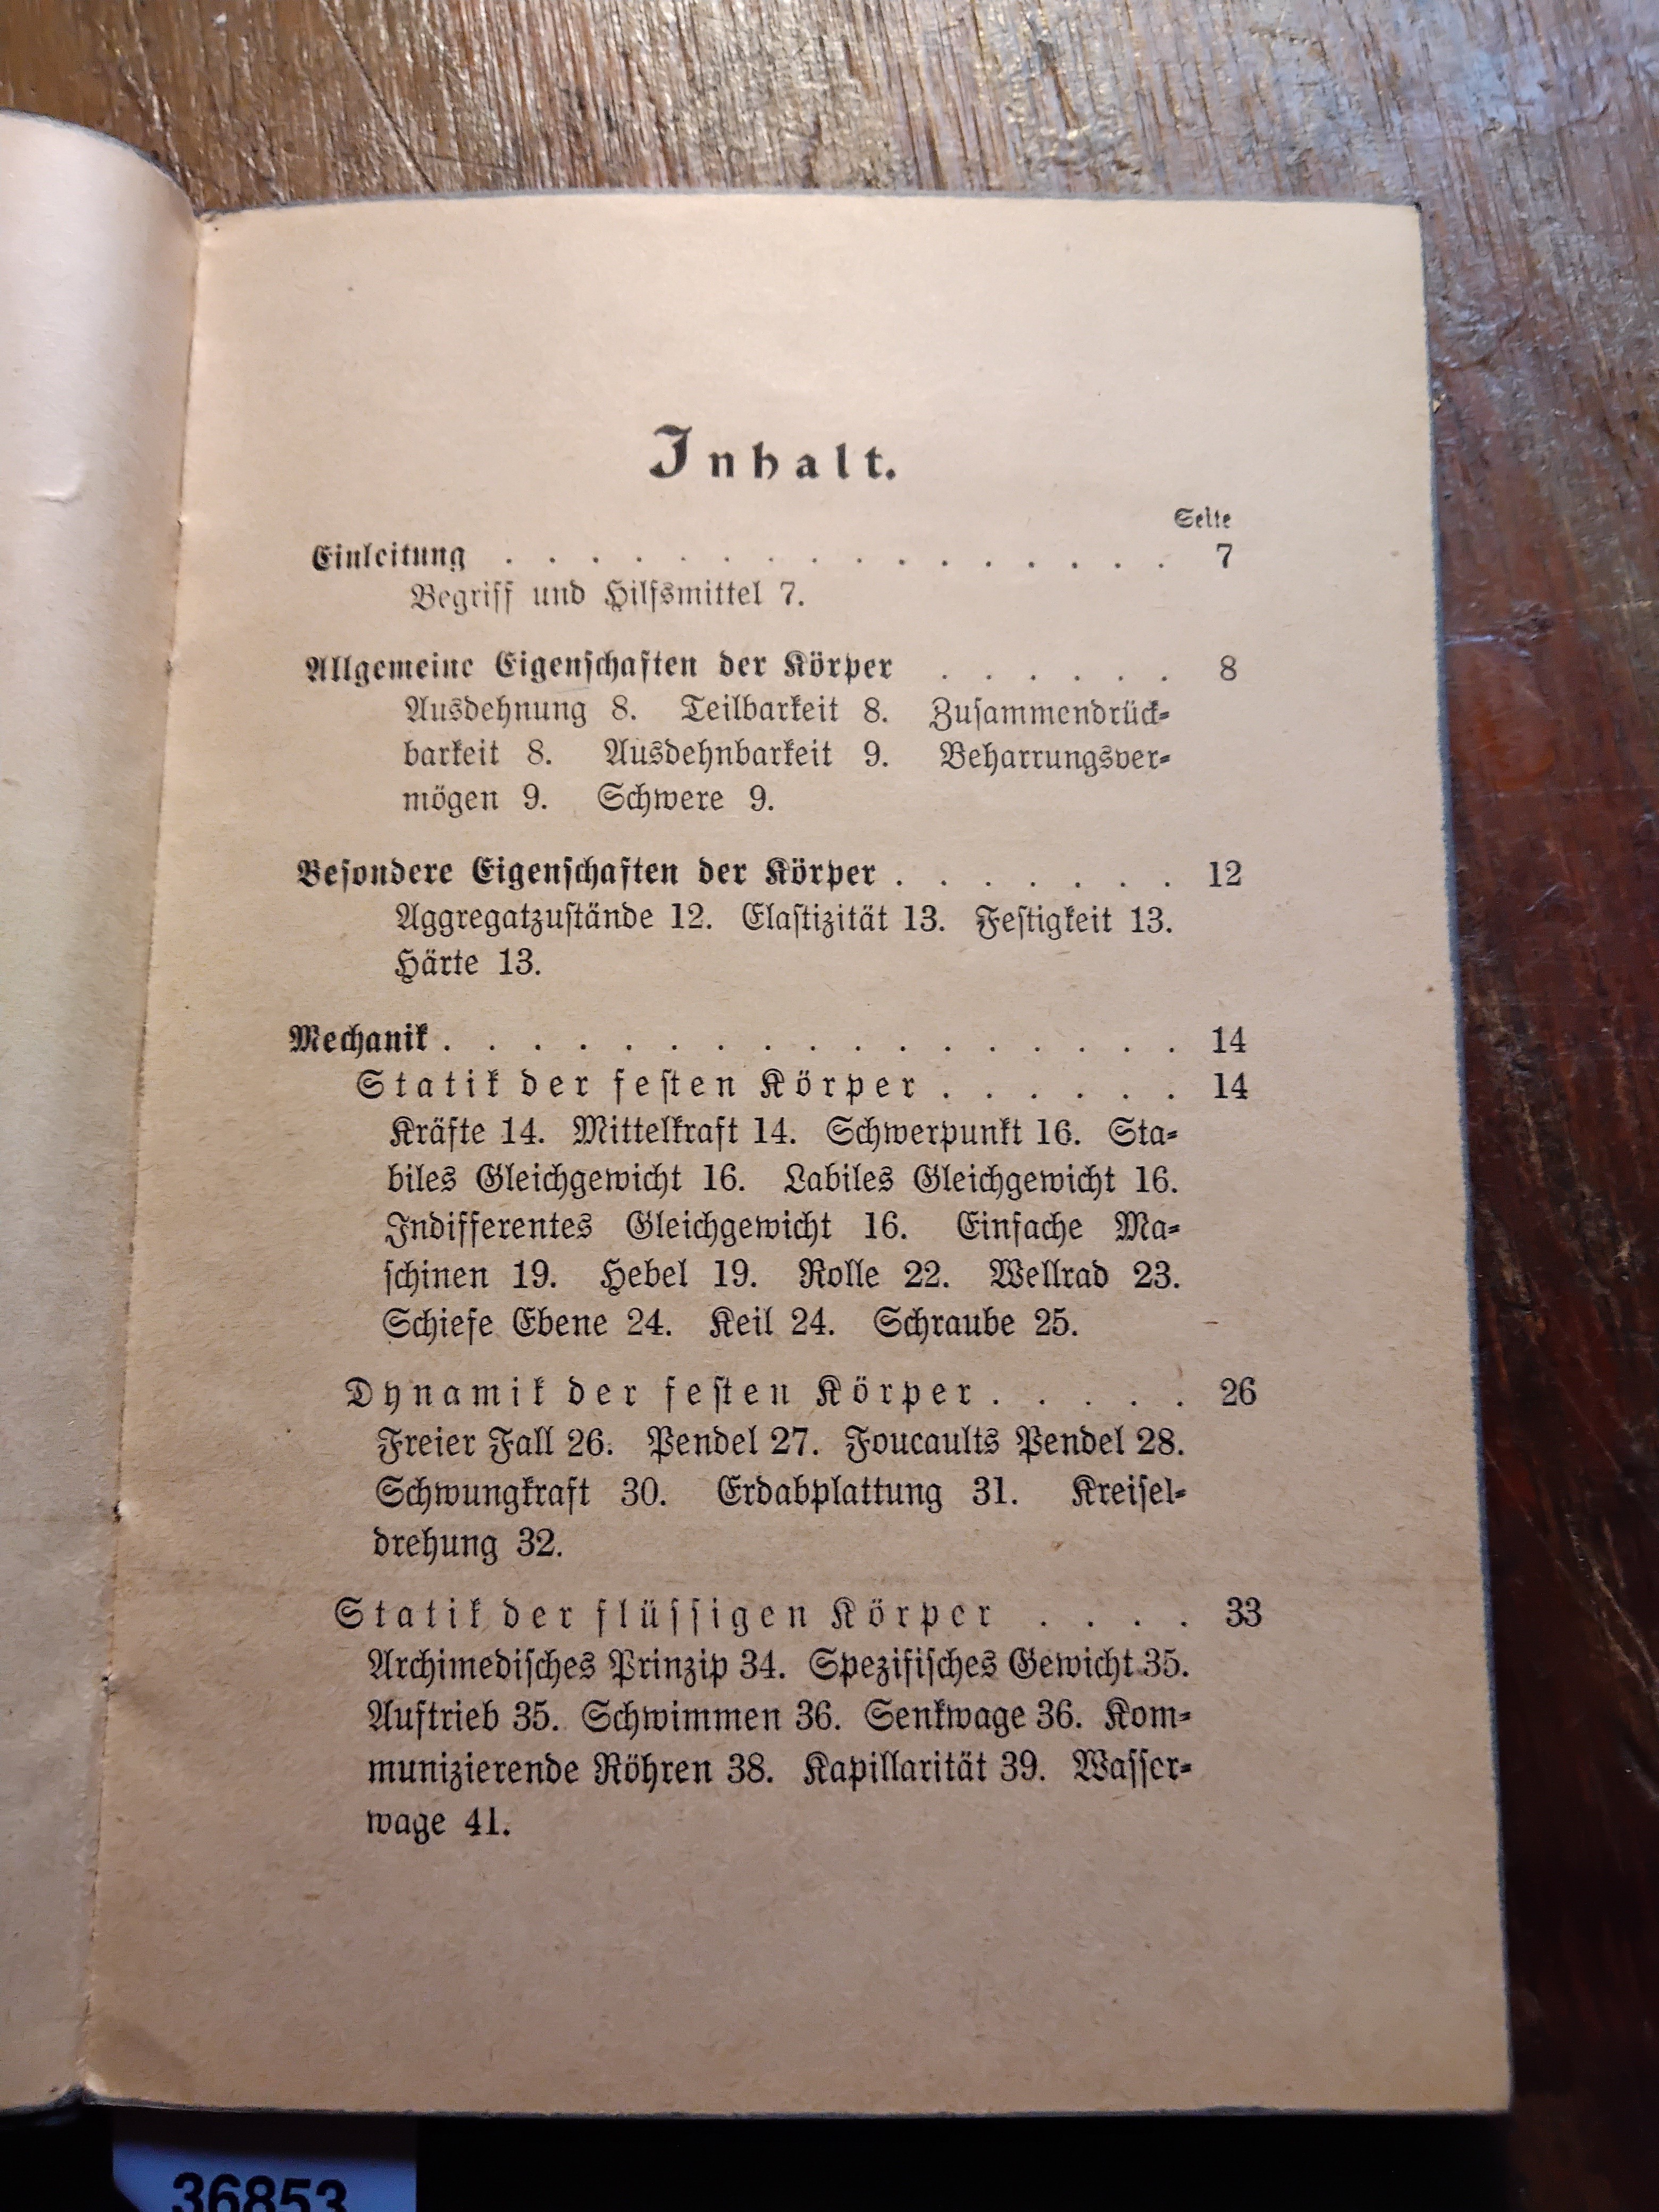 Inhalt.
Seite
Einleitung . . . . . . . . . . . . . . . . 7
Begriff und Hilfsmittel 7.
Allgemeine Eigenschaften der Körper . . . . . . 8
Ausdehnung 8. Teilbarkeit 8. Zusammendrück-
barkeit 8. Ausdehnbarkeit 9. Beharrungsver-
mögen 9. Schwere 9.
Beſondere Eigenſchaften der Körper . . . . . . . 12
Aggregatzuſtände 12. Elaſtizität 13. Feſtigkeit 13.
Härte 13.
Mechanik . . . . . . . . . . . . . . . . . 14
Statik der feſten Körper . . . . . . 14
Kräfte 14. Mittelkraft 14. Schwerpunkt 16. Sta-
biles Gleichgewicht 16. Labiles Gleichgewicht 16.
Indifferentes Gleichgewicht 16. Einfache Ma-
ſchinen 19. Hebel 19. Rolle 22. Wellrad 23.
Schiefe Ebene 24. Keil 24. Schraube 25.
Dynamik der feſten Körper . . . . . 26
Freier Fall 26. Pendel 27. Foucaults Pendel 28.
Schwungkraft 30. Erdabplattung 31. Kreiſel-
drehung 32.
Statik der flüſſigen Körper . . . . 33
Archimediſches Prinzip 34. Spezifiſches Gewicht 35.
Auftrieb 35. Schwimmen 36. Senkwage 36. Kom-
munizierende Röhren 38. Kapillarität 39. Waſſer-
wage 41.
36853